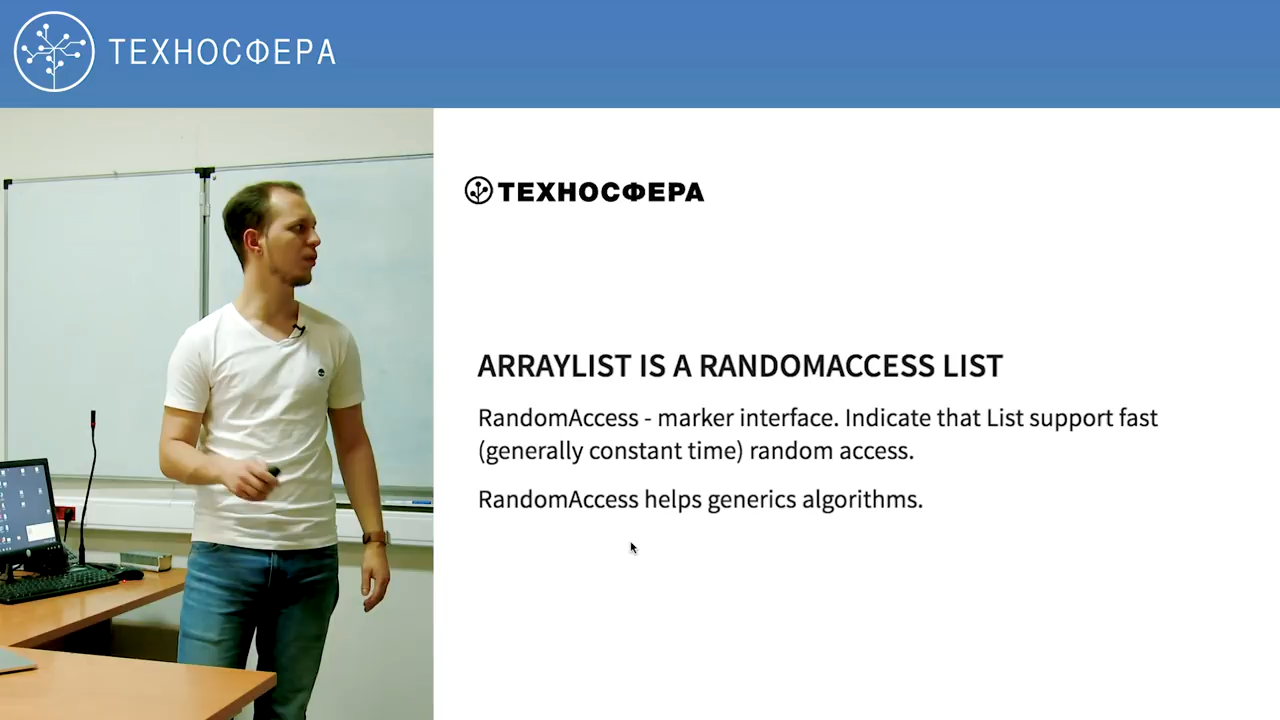 ТЕХНОСФЕРА
ТЕХНОСФЕРА
ARRAYLIST IS A RANDOMACCESS LIST
RandomAccess - marker interface. Indicate that List support fast
(generally constant time) random access.
RandomAccess helps generics algorithms.